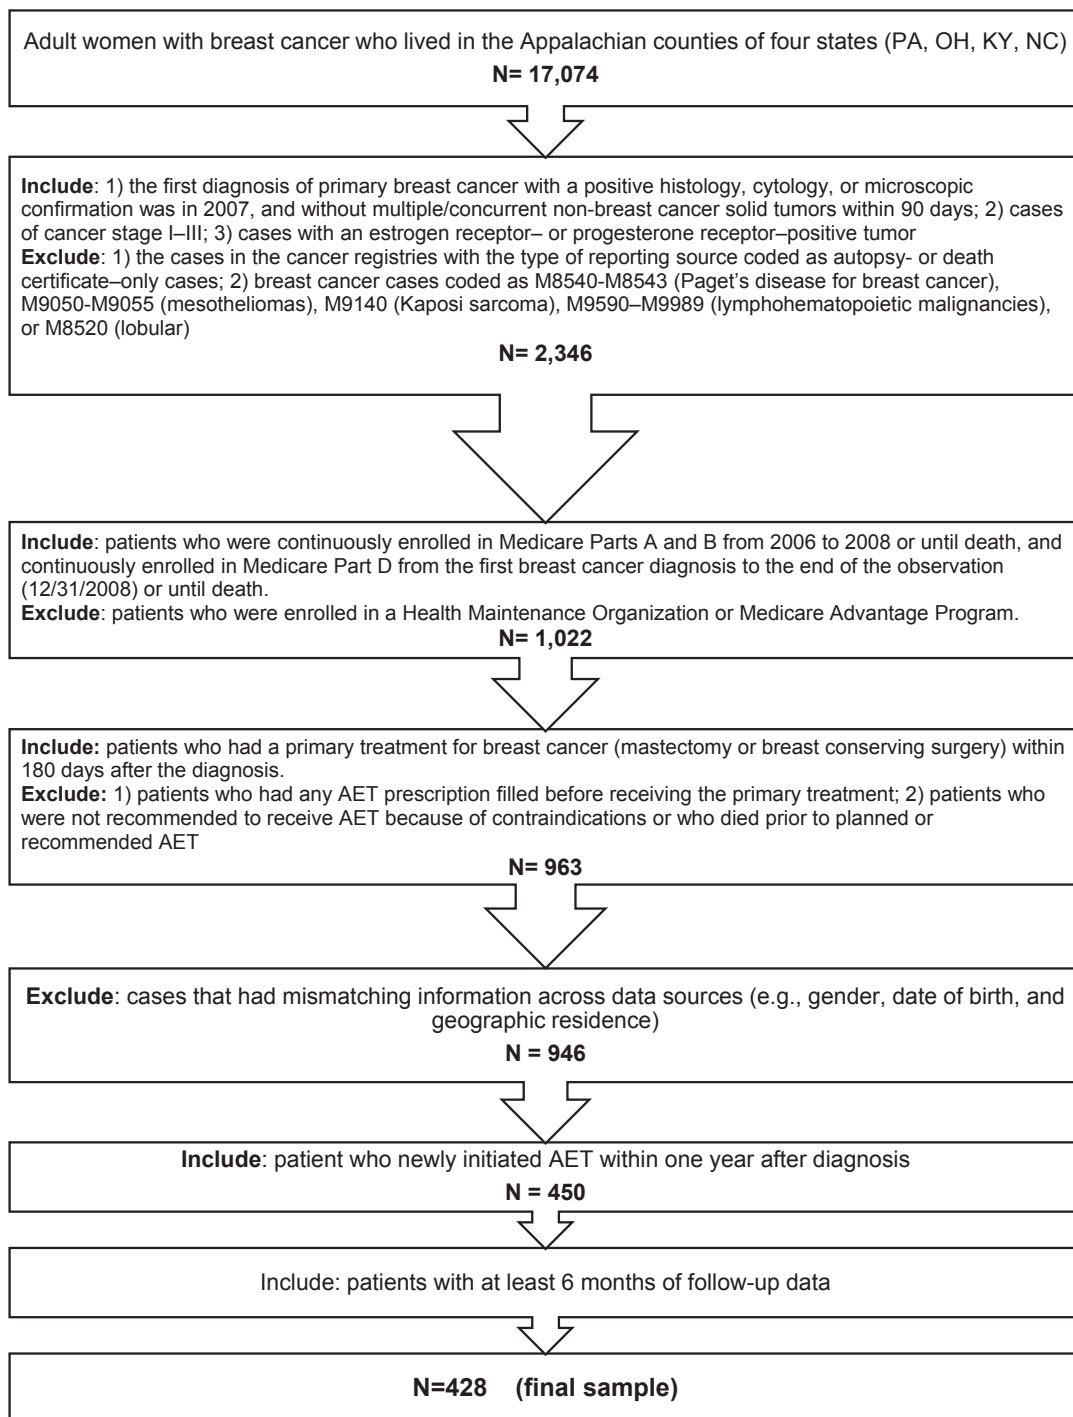 Adult women with breast cancer who lived in the Appalachian counties of four states (PA, OH, KY, NC)
N= 17,074
Include: 1) the first diagnosis of primary breast cancer with a positive histology, cytology, or microscopic
confirmation was in 2007, and without multiple/concurrent non-breast cancer solid tumors within 90 days; 2) cases
of cancer stage I–III; 3) cases with an estrogen receptor– or progesterone receptor–positive tumor
Exclude: 1) the cases in the cancer registries with the type of reporting source coded as autopsy- or death
certificate–only cases; 2) breast cancer cases coded as M8540-M8543 (Paget’s disease for breast cancer),
M9050-M9055 (mesotheliomas), M9140 (Kaposi sarcoma), M9590–M9989 (lymphohematopoietic malignancies),
or M8520 (lobular)
N= 2,346
Include: patients who were continuously enrolled in Medicare Parts A and B from 2006 to 2008 or until death, and
continuously enrolled in Medicare Part D from the first breast cancer diagnosis to the end of the observation
(12/31/2008) or until death.
Exclude: patients who were enrolled in a Health Maintenance Organization or Medicare Advantage Program.
N= 1,022
Include: patients who had a primary treatment for breast cancer (mastectomy or breast conserving surgery) within
180 days after the diagnosis.
Exclude: 1) patients who had any AET prescription filled before receiving the primary treatment; 2) patients who
were not recommended to receive AET because of contraindications or who died prior to planned or
recommended AET
N= 963
Exclude: cases that had mismatching information across data sources (e.g., gender, date of birth, and
geographic residence)
N = 946
Include: patient who newly initiated AET within one year after diagnosis
N = 450
Include: patients with at least 6 months of follow-up data
N=428 (final sample)